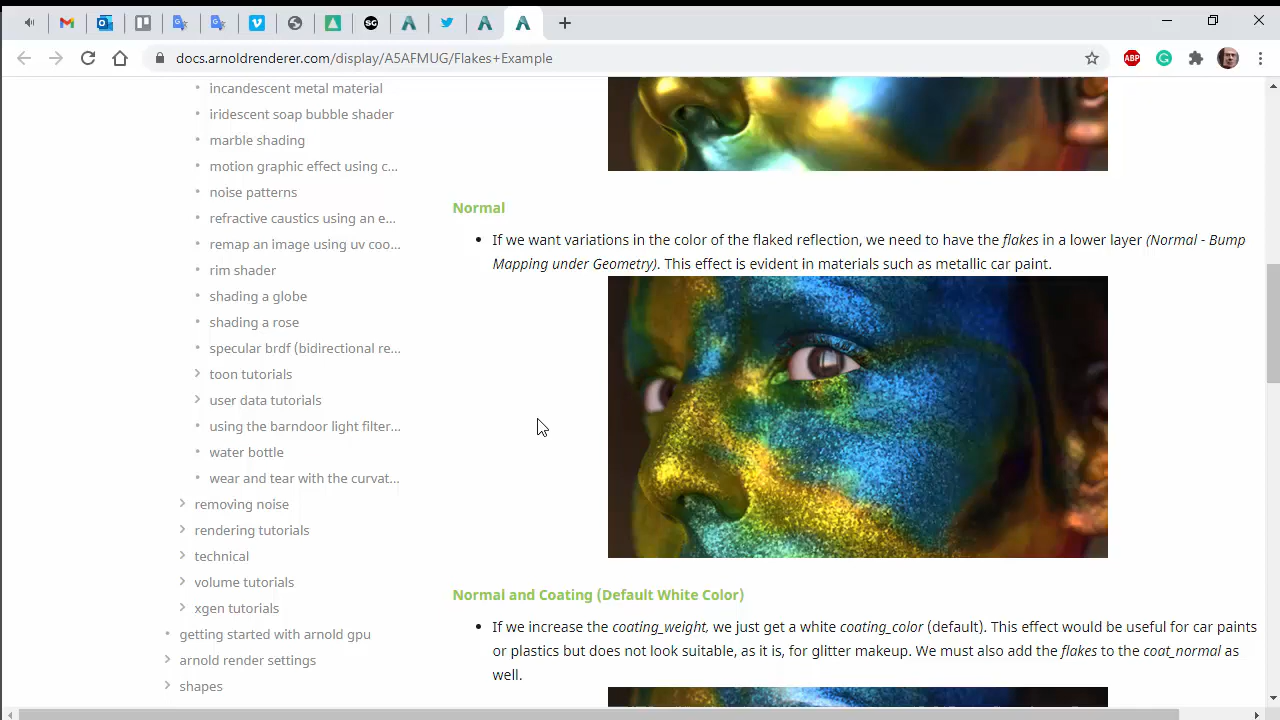 docs.arnoldrenderer.com/display/A5AFMUG/Flakes+Example
incandescent metal material
iridescent soap bubble shader
marble shading
motion graphic effect using c...
noise patterns
refractive caustics using an e...
remap an image using uv coo...
rim shader
shading a globe
shading a rose
specular brdf (bidirectional re...
toon tutorials
user data tutorials
using the barndoor light filter...
water bottle
wear and tear with the curvat...
removing noise
rendering tutorials
technical
volume tutorials
xgen tutorials
getting started with arnold gpu
arnold render settings
shapes
Normal
If we want variations in the color of the flaked reflection, we need to have the flakes in a lower layer (Normal - Bump
Mapping under Geometry). This effect is evident in materials such as metallic car paint.
Normal and Coating (Default White Color)
If we increase the coating_weight, we just get a white coating_color (default). This effect would be useful for car paints
or plastics but does not look suitable, as it is, for glitter makeup. We must also add the flakes to the coat_normal as
well.
SC
ABP
G